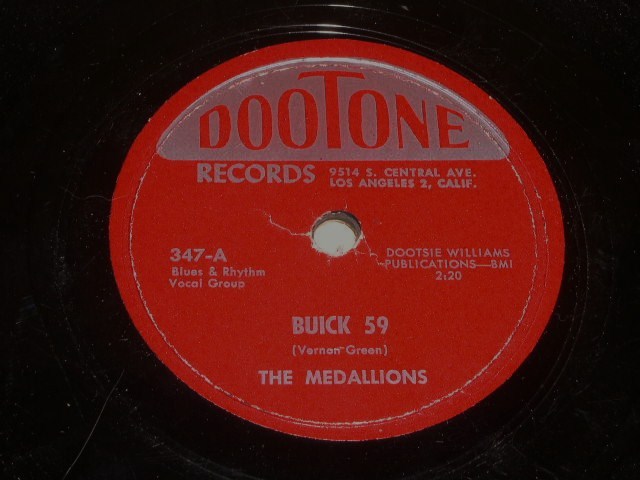 DOOTONE
RECORDS 9514 S. CENTRAL AVE.
LOS ANGELES 2, CALIF.
347-A
Blues & Rhythm
Vocal Group
DOOTSIE WILLIAMS
PUBLICATIONS—BMI
2:20
BUICK 59
(Vernon Green)
THE MEDALLIONS